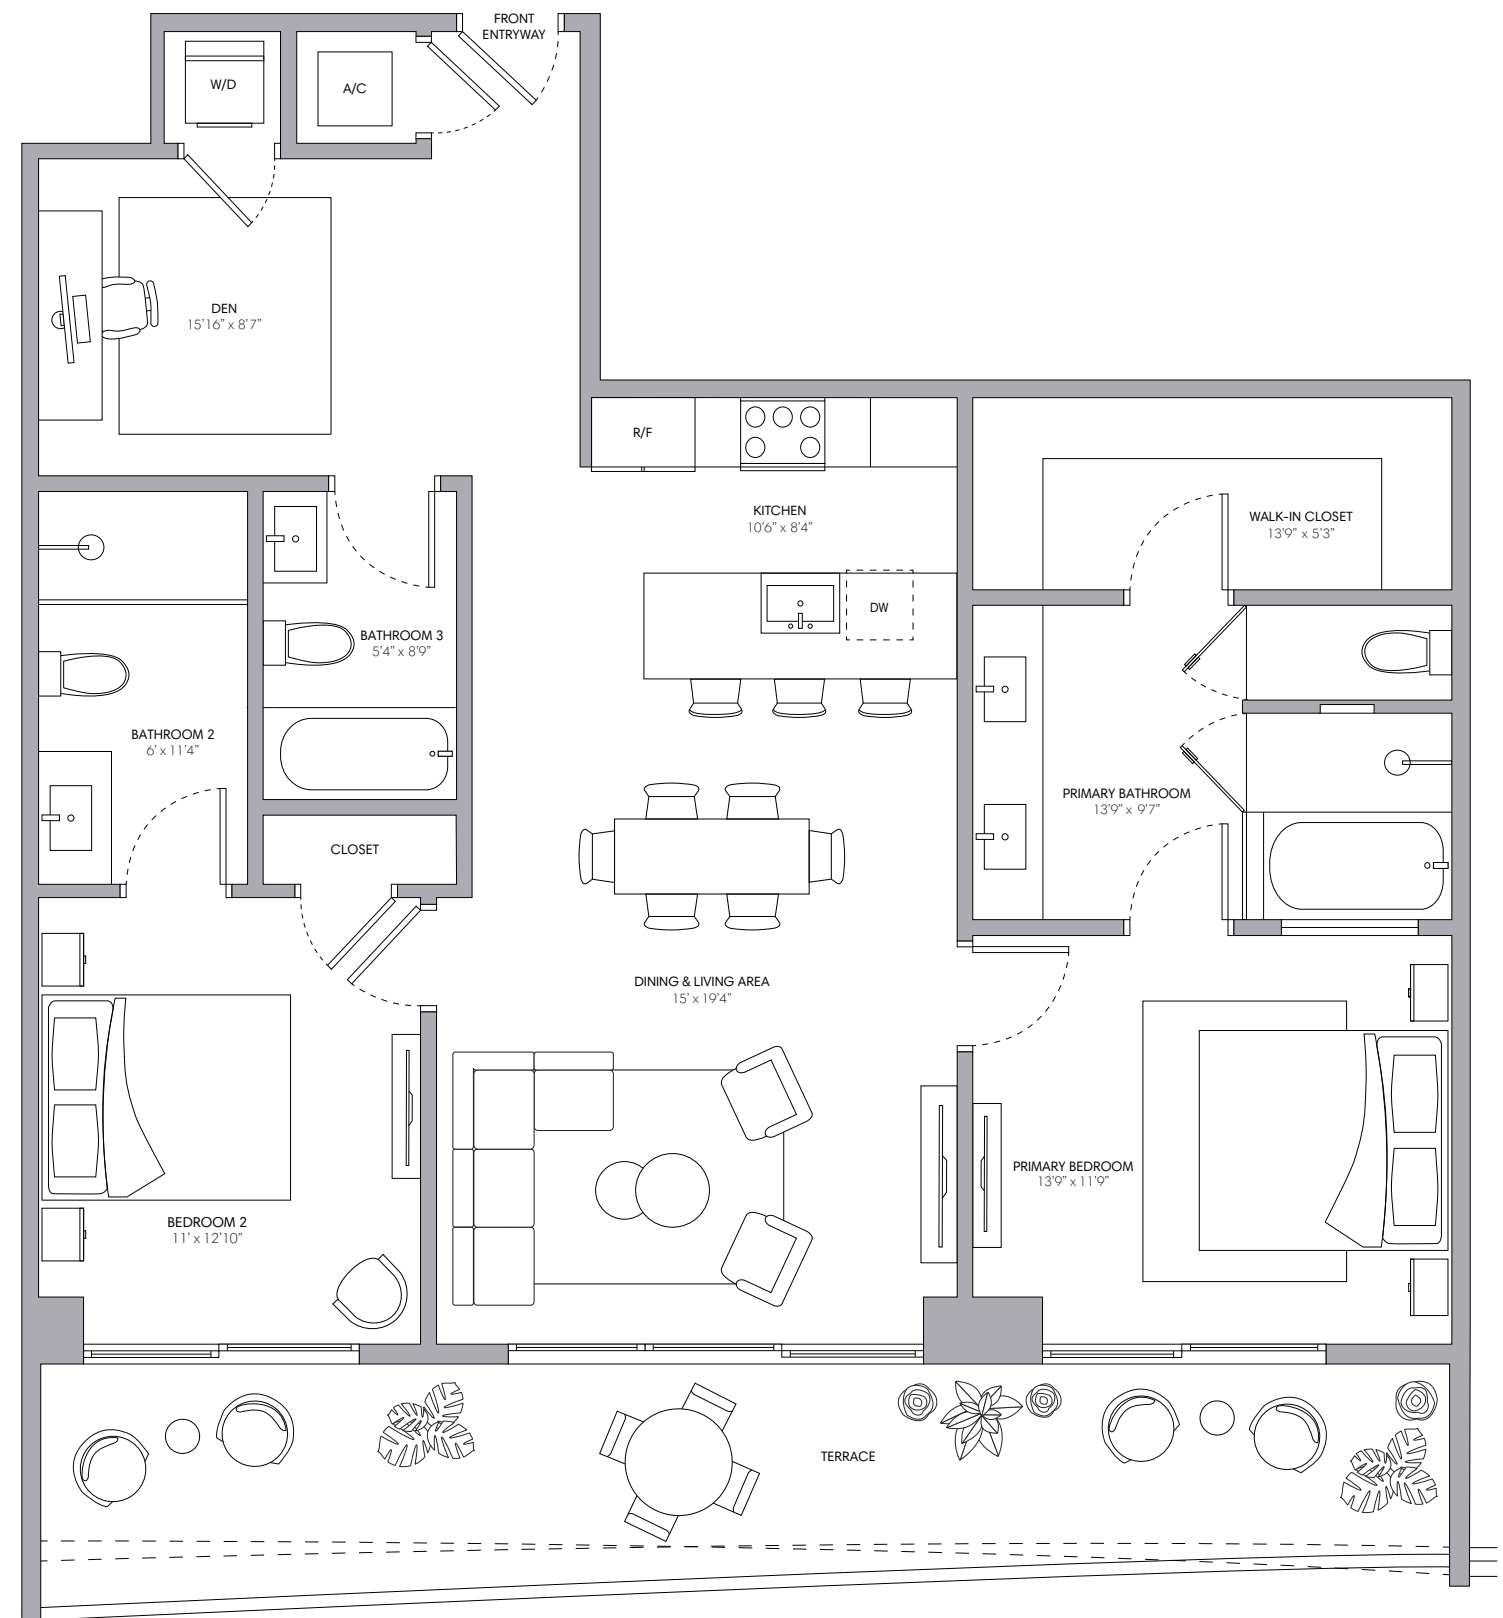 FRONT
ENTRYWAY
W/D
A/C
DEN
15’16” x 8’7”
R/F
KITCHEN
10’6” x 8’4”
WALK-IN CLOSET
13’9” x 5’3”
DW
BATHROOM 3
5’4” x 8’9”
BATHROOM 2
6’ x 11’4”
PRIMARY BATHROOM
13’9” x 9’7”
CLOSET
DINING & LIVING AREA
15’ x 19’4”
PRIMARY BEDROOM
13’9” x 11’9”
BEDROOM 2
11’ x 12’10”
TERRACE